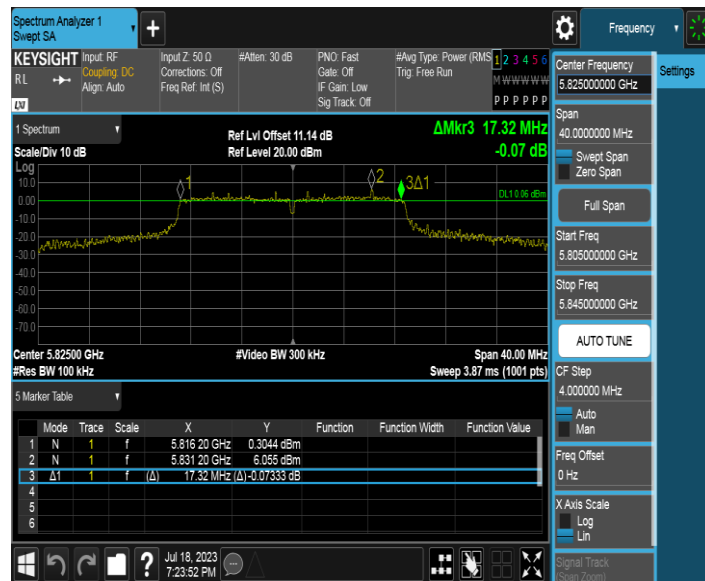 Spectrum Analyzer 1
Swept SA
+
Frequency
KEYSIGHT
RL
LXI
Input: RF
Coupling: DC
Align: Auto
Input Z: 50 Ω
Corrections: Off
Freq Ref: Int (S)
#Atten: 30 dB
PNO: Fast
Gate: Off
IF Gain: Low
Sig Track: Off
#Avg Type: Power (RMS
Trig: Free Run
1 2 3 4 5 6
M W W W W W
P P P P P P
1 Spectrum
Scale/Div 10 dB
Ref Lvl Offset 11.14 dB
Ref Level 20.00 dBm
ΔMkr3 17.32 MHz
-0.07 dB
Log
10.0
0.00
-10.0
-20.0
-30.0
-40.0
-50.0
-60.0
-70.0
1
2
3Δ1
DL1 0.06 dBm
Center 5.82500 GHz
#Res BW 100 kHz
#Video BW 300 kHz
Span 40.00 MHz
Sweep 3.87 ms (1001 pts)
5 Marker Table
Mode Trace Scale X Y Function Function Width Function Value
1 N 1 f 5.816 20 GHz 0.3044 dBm
2 N 1 f 5.831 20 GHz 6.055 dBm
3 Δ1 1 f (Δ) 17.32 MHz (Δ) -0.07333 dB
4
5
6
Center Frequency
5.825000000 GHz
Span
40.0000000 MHz
Swept Span
Zero Span
Full Span
Start Freq
5.805000000 GHz
Stop Freq
5.845000000 GHz
AUTO TUNE
CF Step
4.000000 MHz
Auto
Man
Freq Offset
0 Hz
X Axis Scale
Log
Lin
Signal Track
(Span Zoom)
Settings
?
Jul 18, 2023
7:23:52 PM